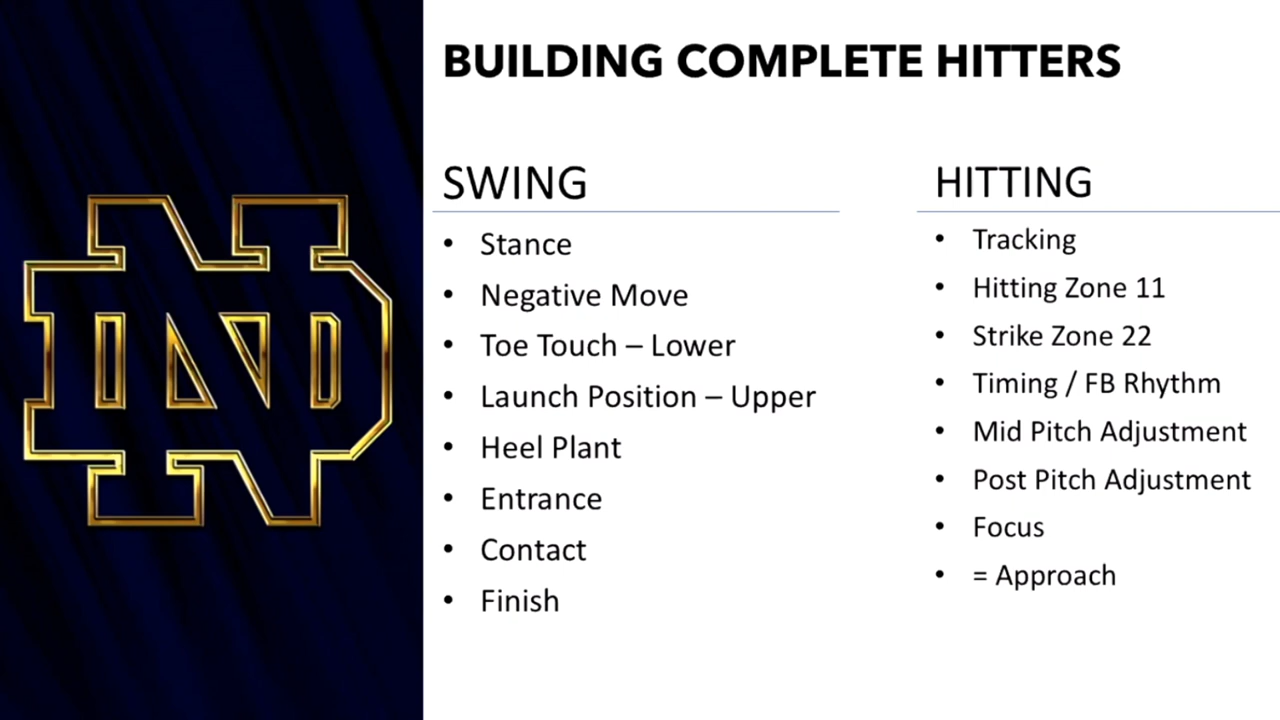 BUILDING COMPLETE HITTERS
SWING
• Stance
• Negative Move
• Toe Touch – Lower
• Launch Position – Upper
• Heel Plant
• Entrance
• Contact
• Finish
HITTING
• Tracking
• Hitting Zone 11
• Strike Zone 22
• Timing / FB Rhythm
• Mid Pitch Adjustment
• Post Pitch Adjustment
• Focus
• = Approach
ND